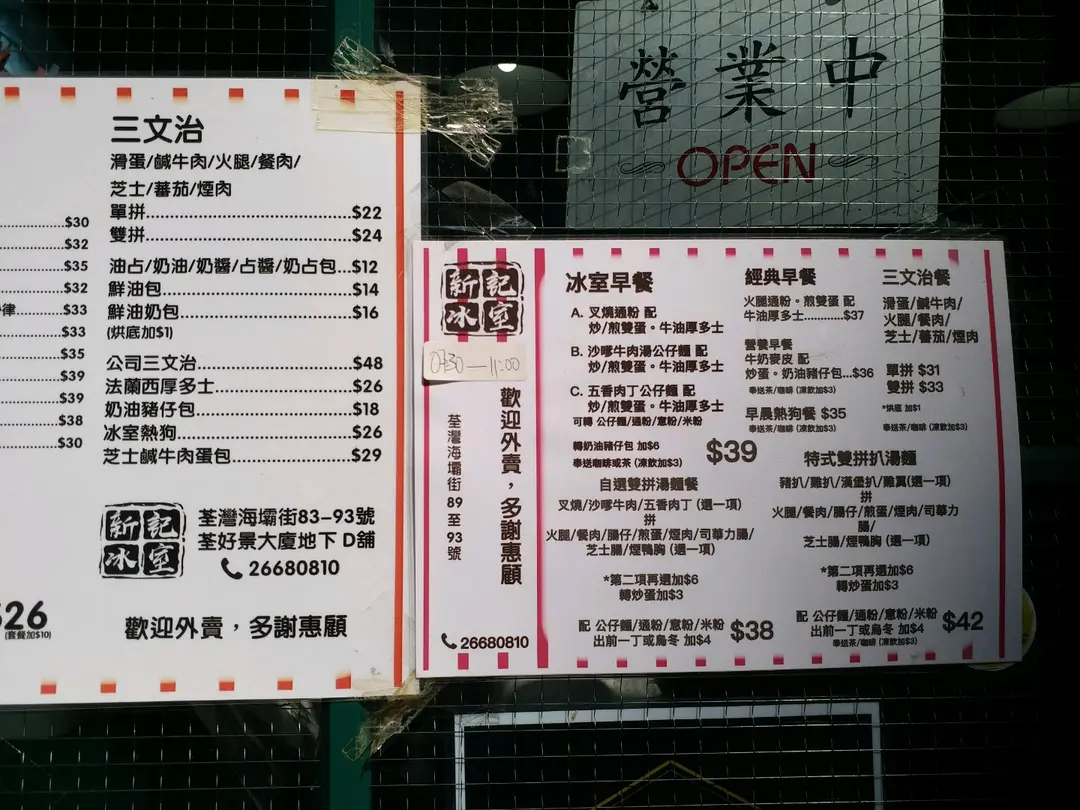 營業中
OPEN
三文治
滑蛋/鹹牛肉/火腿/餐肉/
芝士/蕃茄/煙肉
單拼 $22
雙拼 $24
油占/奶油/奶醬/占醬/奶占包 $12
鮮油包 $14
鮮油奶包 $16
(烘底加$1)
公司三文治 $48
法蘭西厚多士 $26
奶油豬仔包 $18
冰室熱狗 $26
芝士鹹牛肉蛋包 $29
$30
$32
$35
$32
律 $33
$33
$35
$39
$39
$38
$30
$26
(套餐加$10)
新記
冰室
荃灣海壩街83-93號
荃好景大廈地下 D舖
26680810
歡迎外賣,多謝惠顧
新記
冰室
0730—11:00
歡迎外賣,多謝惠顧
荃灣海壩街89至93號
26680810
冰室早餐
A. 叉燒通粉 配
炒/煎雙蛋。牛油厚多士
B. 沙嗲牛肉湯公仔麵 配
炒/煎雙蛋。牛油厚多士
C. 五香肉丁公仔麵 配
炒/煎雙蛋。牛油厚多士
可轉 公仔麵/通粉/意粉/米粉
轉奶油豬仔包 加$6
奉送咖啡或茶 (凍飲加$3)
$39
經典早餐
火腿通粉。煎雙蛋 配
牛油厚多士 $37
營養早餐
牛奶麥皮 配
炒蛋。奶油豬仔包 $36
奉送茶/咖啡 (凍飲加$3)
早晨熱狗餐 $35
奉送茶/咖啡 (凍飲加$3)
三文治餐
滑蛋/鹹牛肉/
火腿/餐肉/
芝士/蕃茄/煙肉
單拼 $31
雙拼 $33
*烘底 加$1
奉送茶/咖啡 (凍飲加$3)
自選雙拼湯麵餐
叉燒/沙嗲牛肉/五香肉丁 (選一項)
拼
火腿/餐肉/腸仔/煎蛋/煙肉/司華力腸/
芝士腸/煙鴨胸 (選一項)
*第二項再選加$6
轉炒蛋加$3
配 公仔麵/通粉/意粉/米粉
出前一丁或烏冬 加$4
$38
特式雙拼扒湯麵
豬扒/雞扒/漢堡扒/雞翼(選一項)
拼
火腿/餐肉/腸仔/煎蛋/煙肉/司華力
腸/
芝士腸/煙鴨胸 (選一項)
*第二項再選加$6
轉炒蛋加$3
配 公仔麵/通粉/意粉/米粉
出前一丁或烏冬 加$4
奉送茶/咖啡 (凍飲加$3)
$42